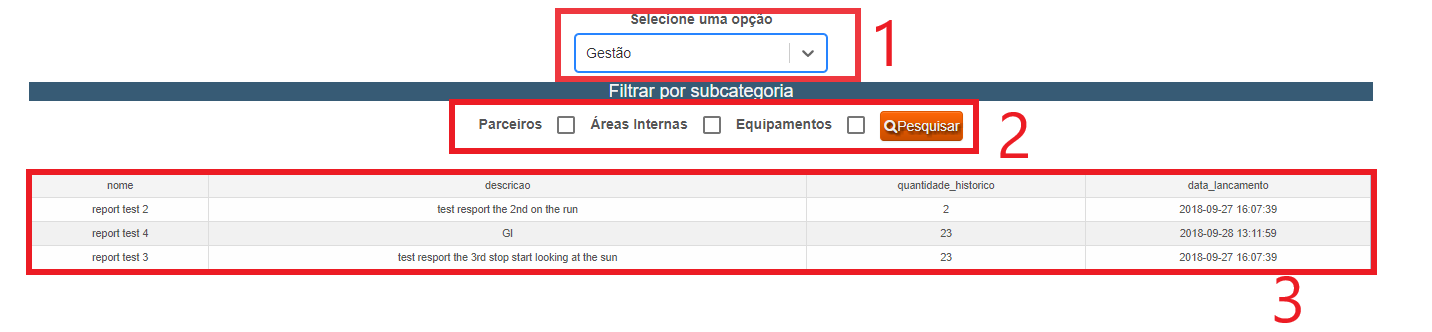 Selecione uma opção
1
Gestão
Filtrar por subcategoria
Parceiros Áreas Internas Equipamentos Pesquisar
2
nome descricao quantidade_historico data_lancamento
report test 2 test resport the 2nd on the run 2 2018-09-27 16:07:39
report test 4 GI 23 2018-09-28 13:11:59
report test 3 test resport the 3rd stop start looking at the sun 23 2018-09-27 16:07:39
3